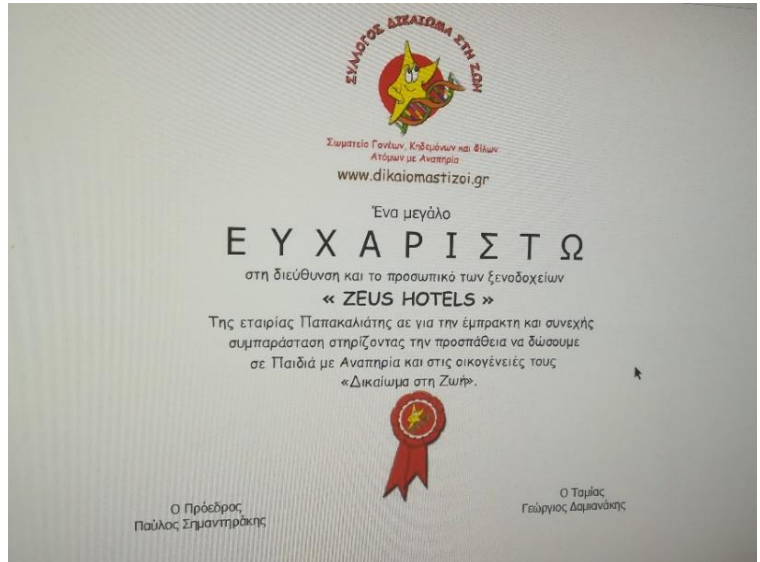 ΣΥΛΛΟΓΟΣ ΔΙΚΑΙΩΜΑ ΣΤΗ ΖΩΗ
Σωματείο Γονέων, Κηδεμόνων και Φίλων
Ατόμων με Αναπηρία
www.dikaiomastizoi.gr
Ένα μεγάλο
ΕΥΧΑΡΙΣΤΩ
στη διεύθυνση και το προσωπικό των ξενοδοχείων
« ZEUS HOTELS »
Της εταιρίας Παπακαλιάτης αε για την έμπρακτη και συνεχής
συμπαράσταση στηρίζοντας την προσπάθεια να δώσουμε
σε Παιδιά με Αναπηρία και στις οικογένειές τους
«Δικαίωμα στη Ζωή».
Ο Πρόεδρος
Παύλος Σημαντηράκης
Ο Ταμίας
Γεώργιος Δαμιανάκης